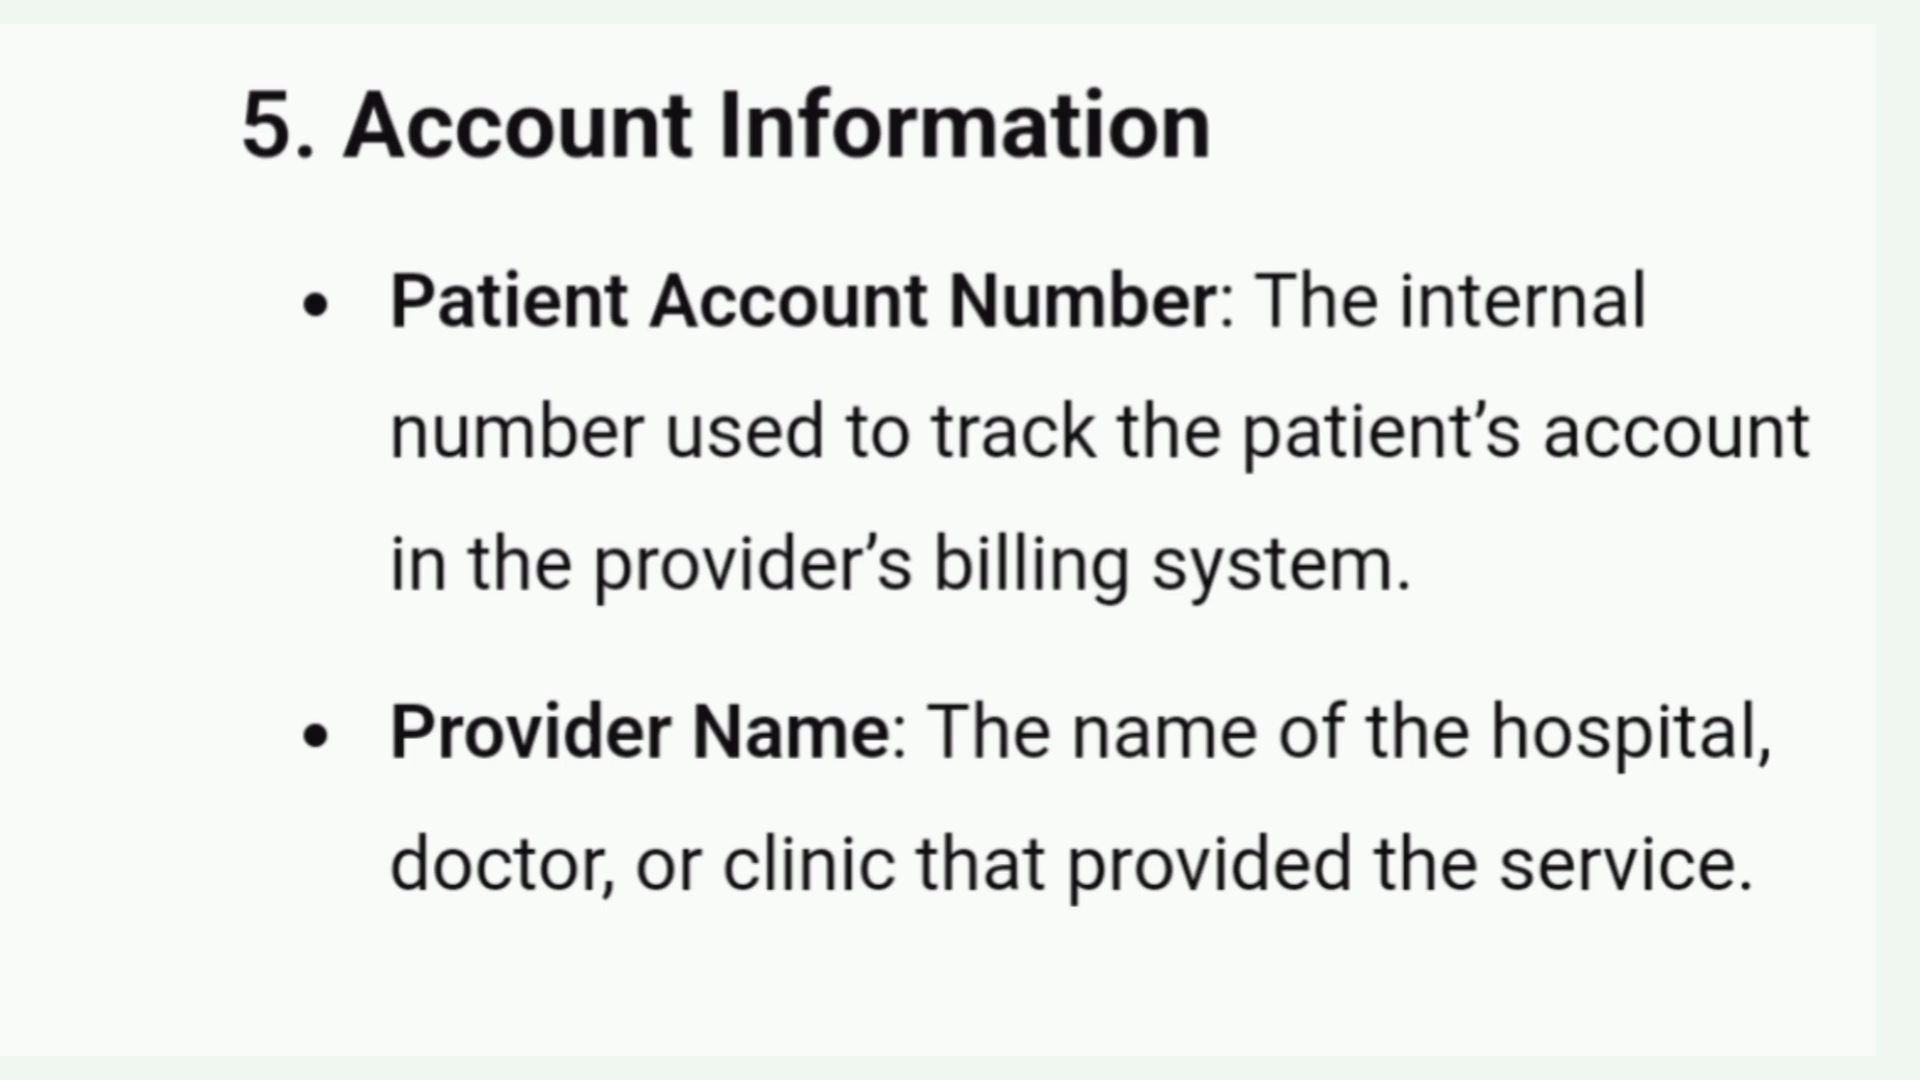 5. Account Information
• Patient Account Number: The internal
number used to track the patient’s account
in the provider’s billing system.
• Provider Name: The name of the hospital,
doctor, or clinic that provided the service.